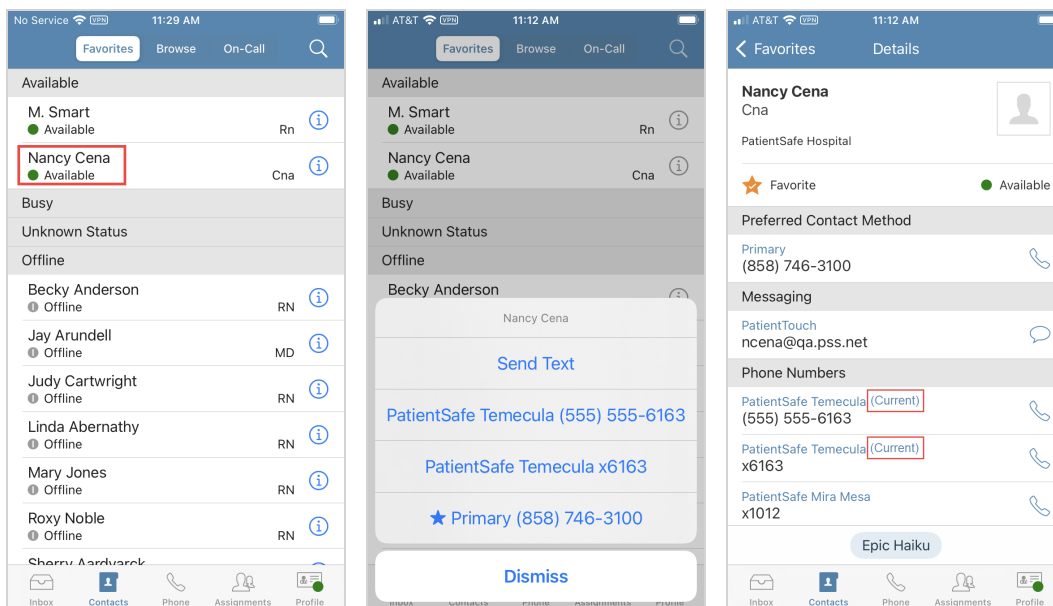 No Service VPN 11:29 AM
Favorites Browse On-Call
Available
M. Smart
Available Rn
Nancy Cena
Available Cna
Busy
Unknown Status
Offline
Becky Anderson
Offline RN
Jay Arundell
Offline MD
Judy Cartwright
Offline RN
Linda Abernathy
Offline RN
Mary Jones
Offline RN
Roxy Noble
Offline RN
Sherry Aardvarck
Inbox Contacts Phone Assignments Profile
AT&T VPN 11:12 AM
Favorites Browse On-Call
Available
M. Smart
Available Rn
Nancy Cena
Available Cna
Busy
Unknown Status
Offline
Becky Anderson
Nancy Cena
Send Text
PatientSafe Temecula (555) 555-6163
PatientSafe Temecula x6163
Primary (858) 746-3100
Dismiss
Inbox Contacts Phone Assignments Profile
AT&T VPN 11:12 AM
Favorites Details
Nancy Cena
Cna
PatientSafe Hospital
Favorite Available
Preferred Contact Method
Primary
(858) 746-3100
Messaging
PatientTouch
ncena@qa.pss.net
Phone Numbers
PatientSafe Temecula (Current)
(555) 555-6163
PatientSafe Temecula (Current)
x6163
PatientSafe Mira Mesa
x1012
Epic Haiku
Inbox Contacts Phone Assignments Profile